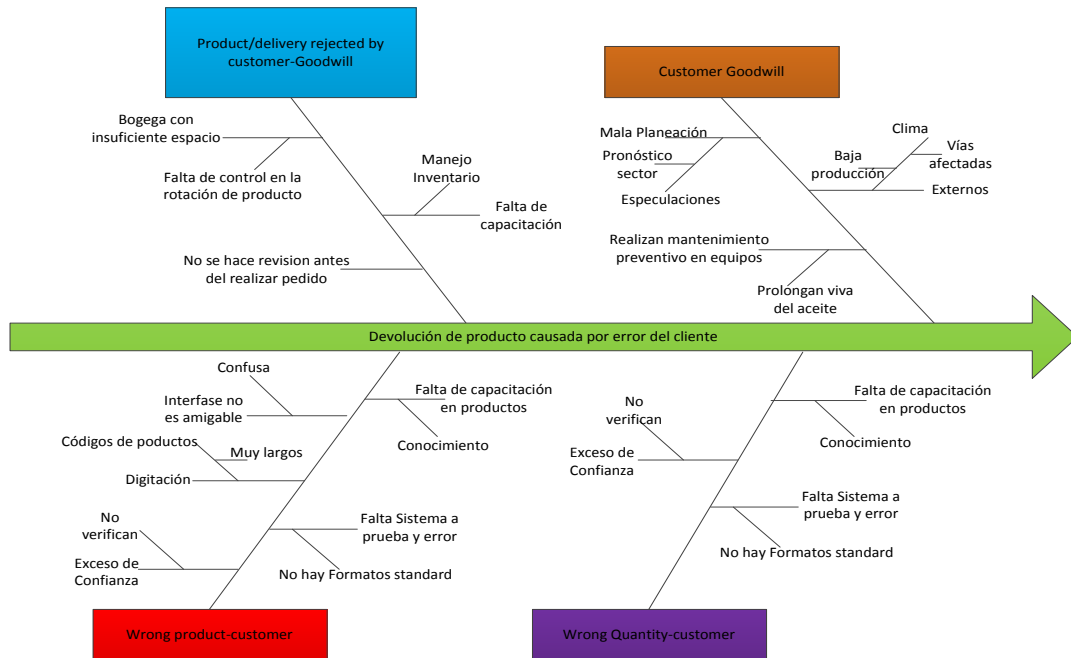 Product/delivery rejected by
customer-Goodwill
Customer Goodwill
Bogega con
insuficiente espacio
Falta de control en la
rotación de producto
Manejo
Inventario
Falta de
capacitación
No se hace revision antes
del realizar pedido
Mala Planeación
Pronóstico
sector
Especulaciones
Clima
Vías
afectadas
Baja
producción
Externos
Realizan mantenimiento
preventivo en equipos
Prolongan viva
del aceite
Devolución de producto causada por error del cliente
Confusa
Interfase no
es amigable
Códigos de poductos
Muy largos
Digitación
No
verifican
Exceso de
Confianza
Falta de capacitación
en productos
Conocimiento
Falta Sistema a
prueba y error
No hay Formatos standard
No
verifican
Exceso de
Confianza
Falta de capacitación
en productos
Conocimiento
Falta Sistema a
prueba y error
No hay Formatos standard
Wrong product-customer
Wrong Quantity-customer